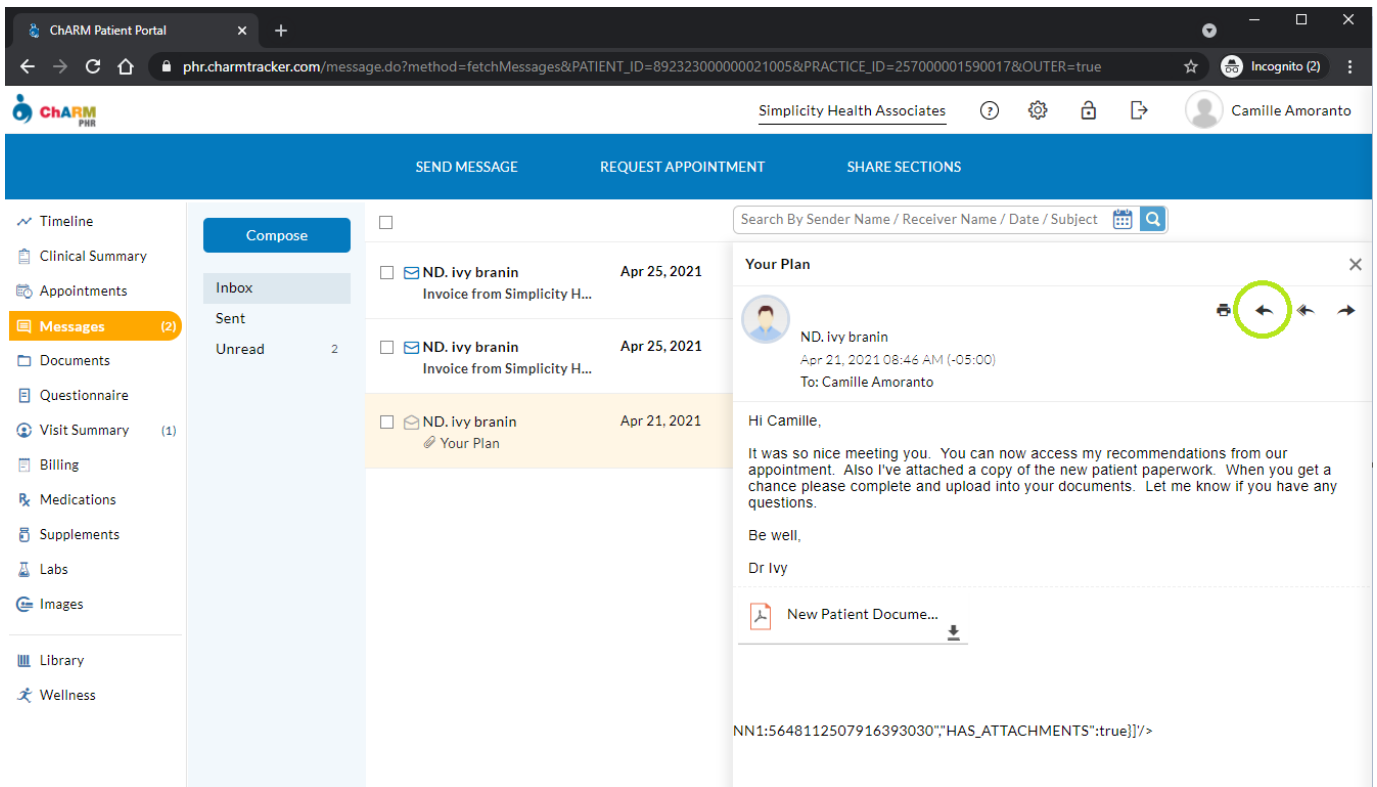 ChARM Patient Portal
phr.charmtracker.com/message.do?method=fetchMessages&PATIENT_ID=892323000000021005&PRACTICE_ID=257000001590017&OUTER=true
Incognito (2)
ChARM
PHR
Simplicity Health Associates
Camille Amoranto
SEND MESSAGE
REQUEST APPOINTMENT
SHARE SECTIONS
Timeline
Clinical Summary
Appointments
Messages (2)
Documents
Questionnaire
Visit Summary (1)
Billing
Medications
Supplements
Labs
Images
Library
Wellness
Compose
Inbox
Sent
Unread 2
Search By Sender Name / Receiver Name / Date / Subject
ND. ivy branin Apr 25, 2021
Invoice from Simplicity H...
ND. ivy branin Apr 25, 2021
Invoice from Simplicity H...
ND. ivy branin Apr 21, 2021
Your Plan
Your Plan
ND. ivy branin
Apr 21, 2021 08:46 AM (-05:00)
To: Camille Amoranto
Hi Camille,
It was so nice meeting you. You can now access my recommendations from our
appointment. Also I've attached a copy of the new patient paperwork. When you get a
chance please complete and upload into your documents. Let me know if you have any
questions.
Be well,
Dr Ivy
New Patient Docume...
NN1:5648112507916393030","HAS_ATTACHMENTS":true}]'/>